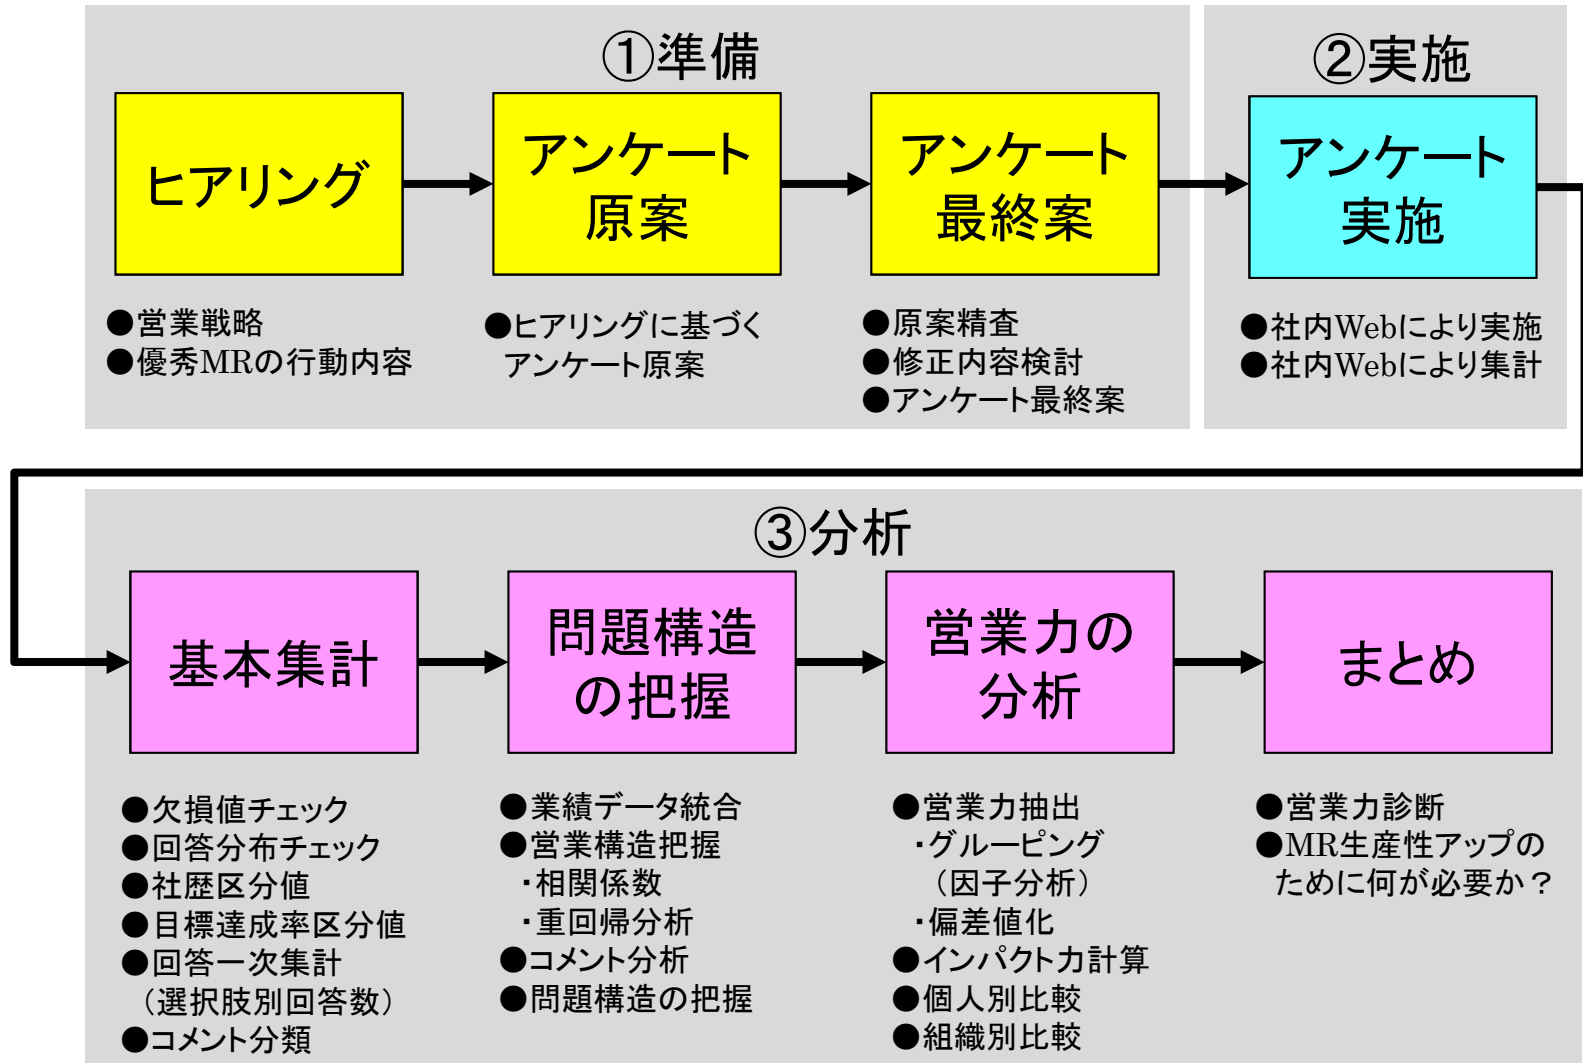 ①準備
ヒアリング
●営業戦略
●優秀MRの行動内容
アンケート
原案
●ヒアリングに基づく
アンケート原案
アンケート
最終案
●原案精査
●修正内容検討
●アンケート最終案
②実施
アンケート
実施
●社内Webにより実施
●社内Webにより集計
③分析
基本集計
●欠損値チェック
●回答分布チェック
●社歴区分値
●目標達成率区分値
●回答一次集計
（選択肢別回答数）
●コメント分類
問題構造
の把握
●業績データ統合
●営業構造把握
・相関係数
・重回帰分析
●コメント分析
●問題構造の把握
営業力の
分析
●営業力抽出
・グルーピング
（因子分析）
・偏差値化
●インパクト力計算
●個人別比較
●組織別比較
まとめ
●営業力診断
●MR生産性アップの
ために何が必要か？